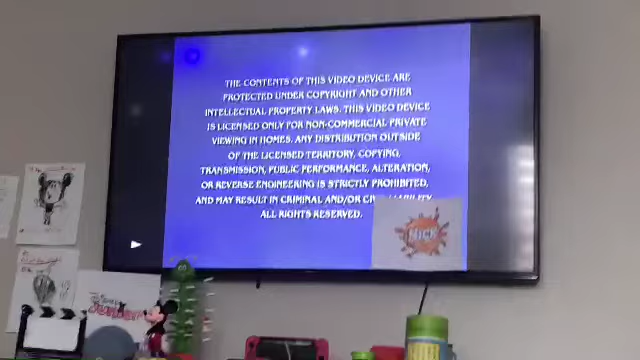 THE CONTENTS OF THIS VIDEO DEVICE ARE
PROTECTED UNDER COPYRIGHT AND OTHER
INTELLECTUAL PROPERTY LAWS. THIS VIDEO DEVICE
IS LICENSED ONLY FOR NON-COMMERCIAL PRIVATE
VIEWING IN HOMES. ANY DISTRIBUTION OUTSIDE
OF THE LICENSED TERRITORY, COPYING,
TRANSMISSION, PUBLIC PERFORMANCE, ALTERATION,
OR REVERSE ENGINEERING IS STRICTLY PROHIBITED,
AND MAY RESULT IN CRIMINAL AND/OR
ALL RIGHTS RESERVED.
NICK